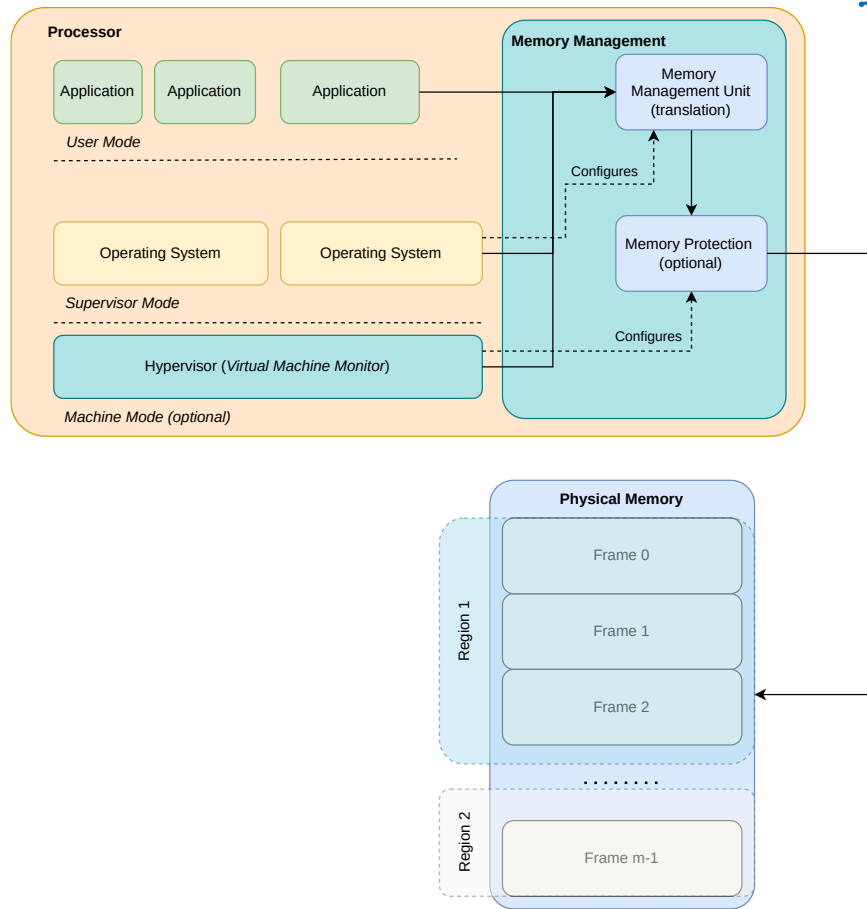 Processor
Memory Management
Application
Application
Application
Memory
Management Unit
(translation)
User Mode
Configures
Operating System
Operating System
Memory Protection
(optional)
Supervisor Mode
Configures
Hypervisor (Virtual Machine Monitor)
Machine Mode (optional)
Physical Memory
Region 1
Frame 0
Frame 1
Frame 2
........
Region 2
Frame m-1